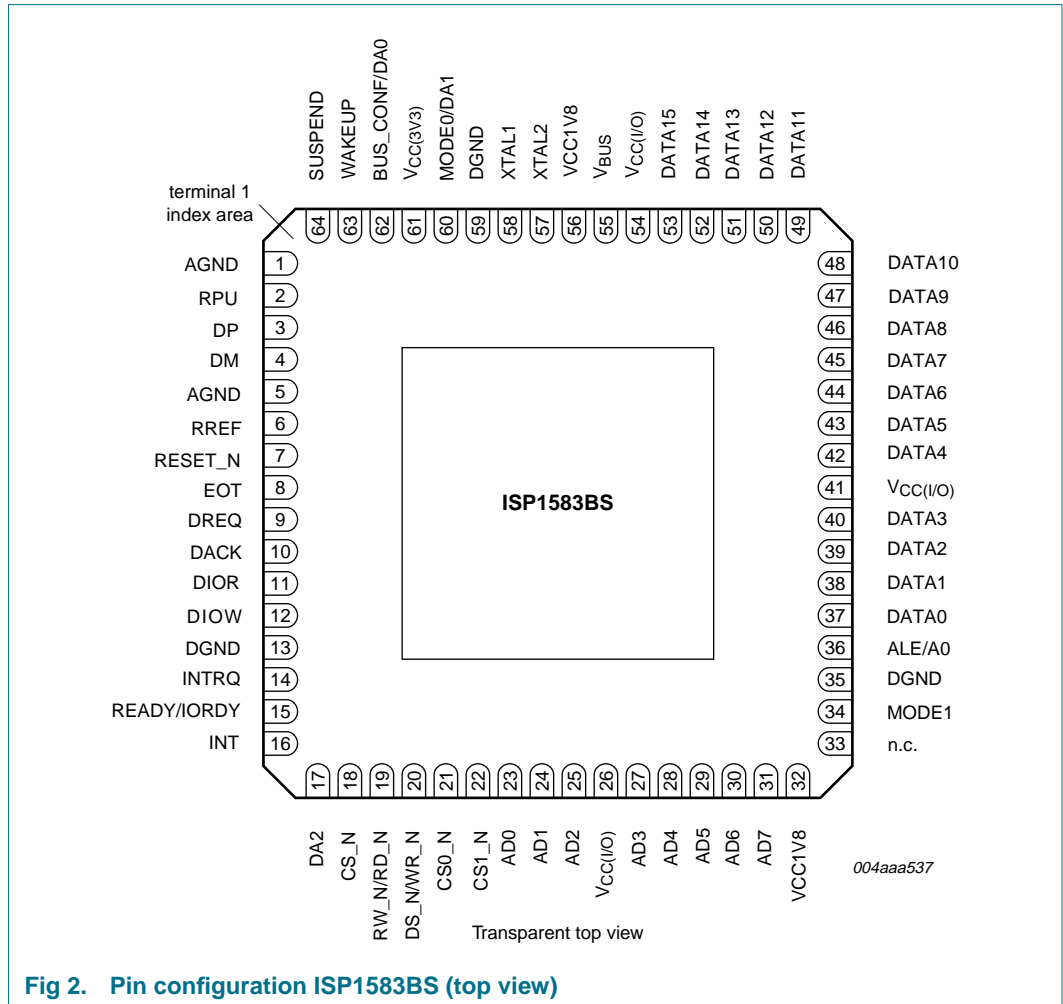 SUSPEND
WAKEUP
BUS_CONF/DA0
VCC(3V3)
MODE0/DA1
DGND
XTAL1
XTAL2
VCC1V8
VBUS
VCC(I/O)
DATA15
DATA14
DATA13
DATA12
DATA11
terminal 1
index area
64 63 62 61 60 59 58 57 56 55 54 53 52 51 50 49
AGND 1
RPU 2
DP 3
DM 4
AGND 5
RREF 6
RESET_N 7
EOT 8
DREQ 9
DACK 10
DIOR 11
DIOW 12
DGND 13
INTRQ 14
READY/IORDY 15
INT 16
ISP1583BS
48 DATA10
47 DATA9
46 DATA8
45 DATA7
44 DATA6
43 DATA5
42 DATA4
41 VCC(I/O)
40 DATA3
39 DATA2
38 DATA1
37 DATA0
36 ALE/A0
35 DGND
34 MODE1
33 n.c.
17 18 19 20 21 22 23 24 25 26 27 28 29 30 31 32
DA2
CS_N
RW_N/RD_N
DS_N/WR_N
CS0_N
CS1_N
AD0
AD1
AD2
VCC(I/O)
AD3
AD4
AD5
AD6
AD7
VCC1V8
004aaa537
Transparent top view
Fig 2. Pin configuration ISP1583BS (top view)